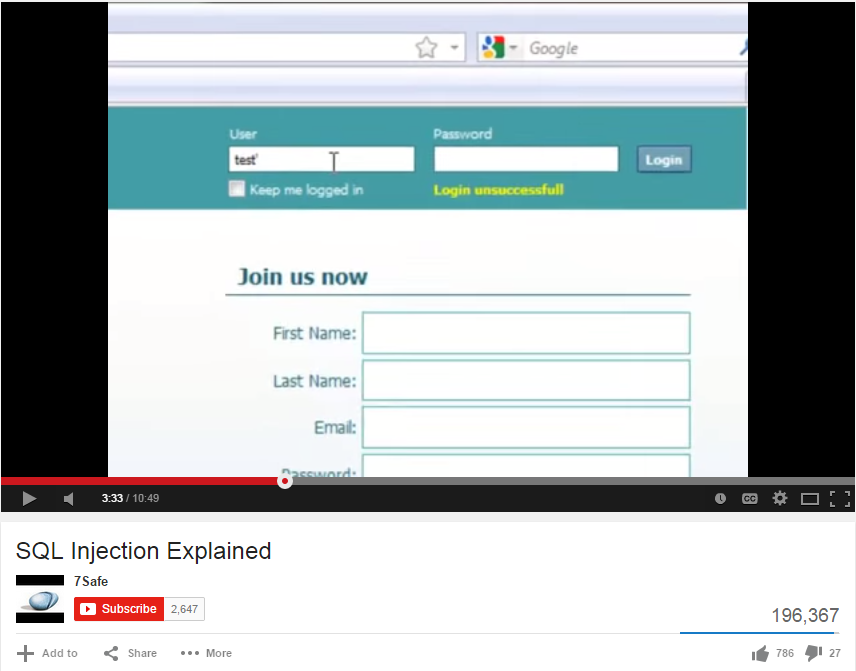 Google
User
Password
test'
Login
Keep me logged in
Login unsuccessfull
Join us now
First Name:
Last Name:
Email:
Password:
3:33 / 10:49
CC
SQL Injection Explained
7Safe
Subscribe 2,647
196,367
Add to Share More 786 27